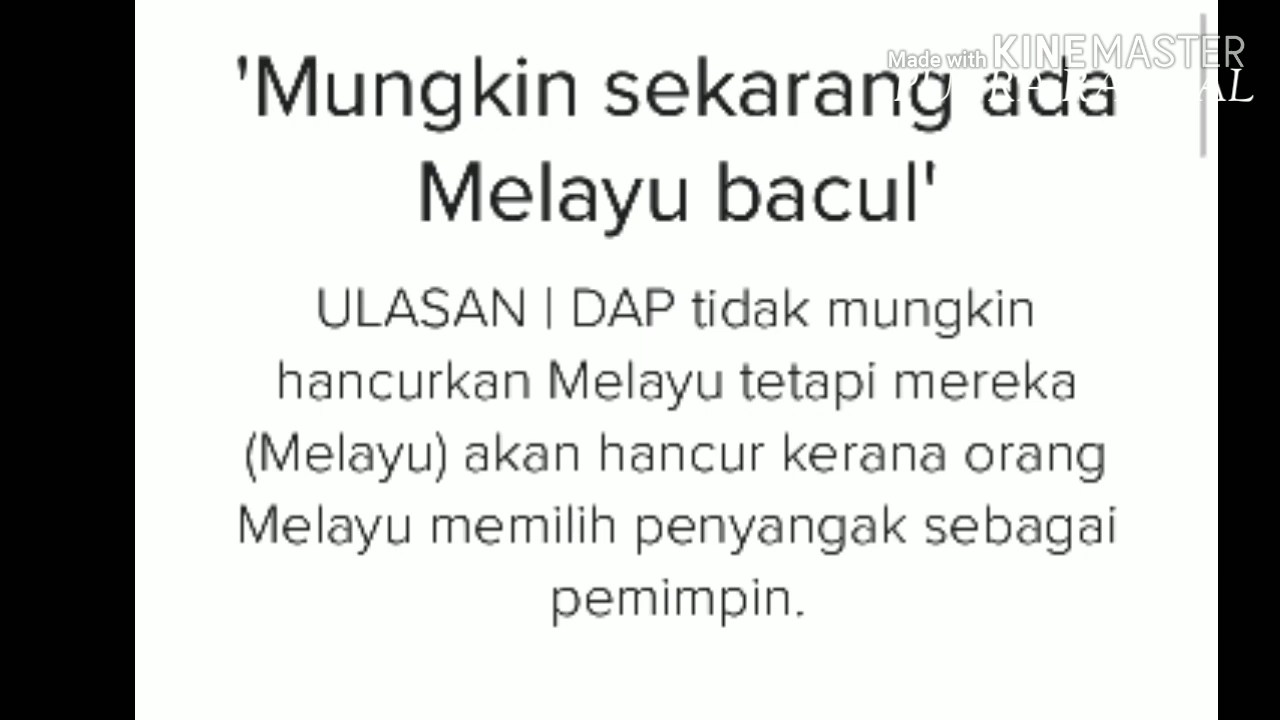 Made with KINEMASTER
'Mungkin sekarang ada
Melayu bacul'
ULASAN | DAP tidak mungkin
hancurkan Melayu tetapi mereka
(Melayu) akan hancur kerana orang
Melayu memilih penyangak sebagai
pemimpin.